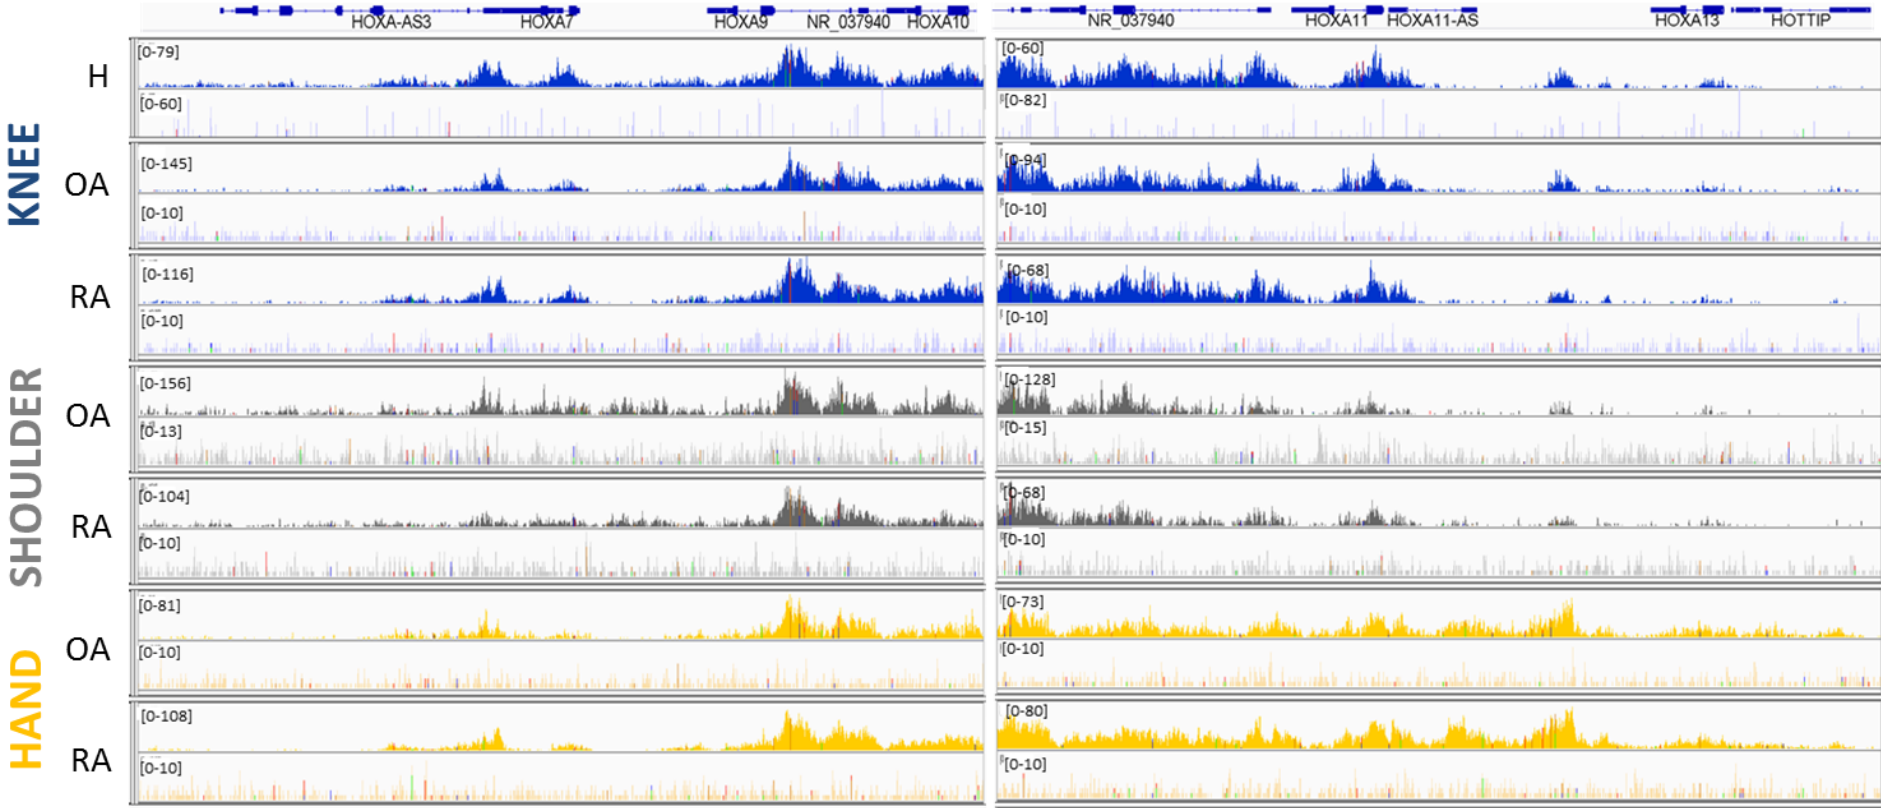 HOXA-AS3 HOXA7 HOXA9 NR_037940 HOXA10 NR_037940 HOXA11 HOXA11-AS HOXA13 HOTTIP
KNEE
H
[0-79] [0-60]
[0-60] [0-82]
OA
[0-145] [0-94]
[0-10] [0-10]
RA
[0-116] [0-68]
[0-10] [0-10]
SHOULDER
OA
[0-156] [0-128]
[0-13] [0-15]
RA
[0-104] [0-68]
[0-10] [0-10]
HAND
OA
[0-81] [0-73]
[0-10] [0-10]
RA
[0-108] [0-80]
[0-10] [0-10]